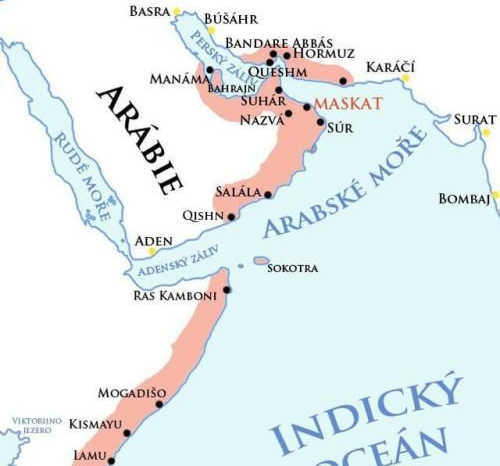 Basra
Búšáhr
Bandare Abbás
Perský záliv
Hormuz
Queshm
Karáčí
Manáma
Bahrajn
Suhár
Maskat
Nazvá
Súr
Surat
Arábie
Rudé moře
Salála
Bombaj
Qishn
Arabské moře
Aden
Adenský záliv
Sokotra
Ras Kamboni
Mogadišo
Indický
oceán
Viktoriino
jezero
Kismayu
Lamu